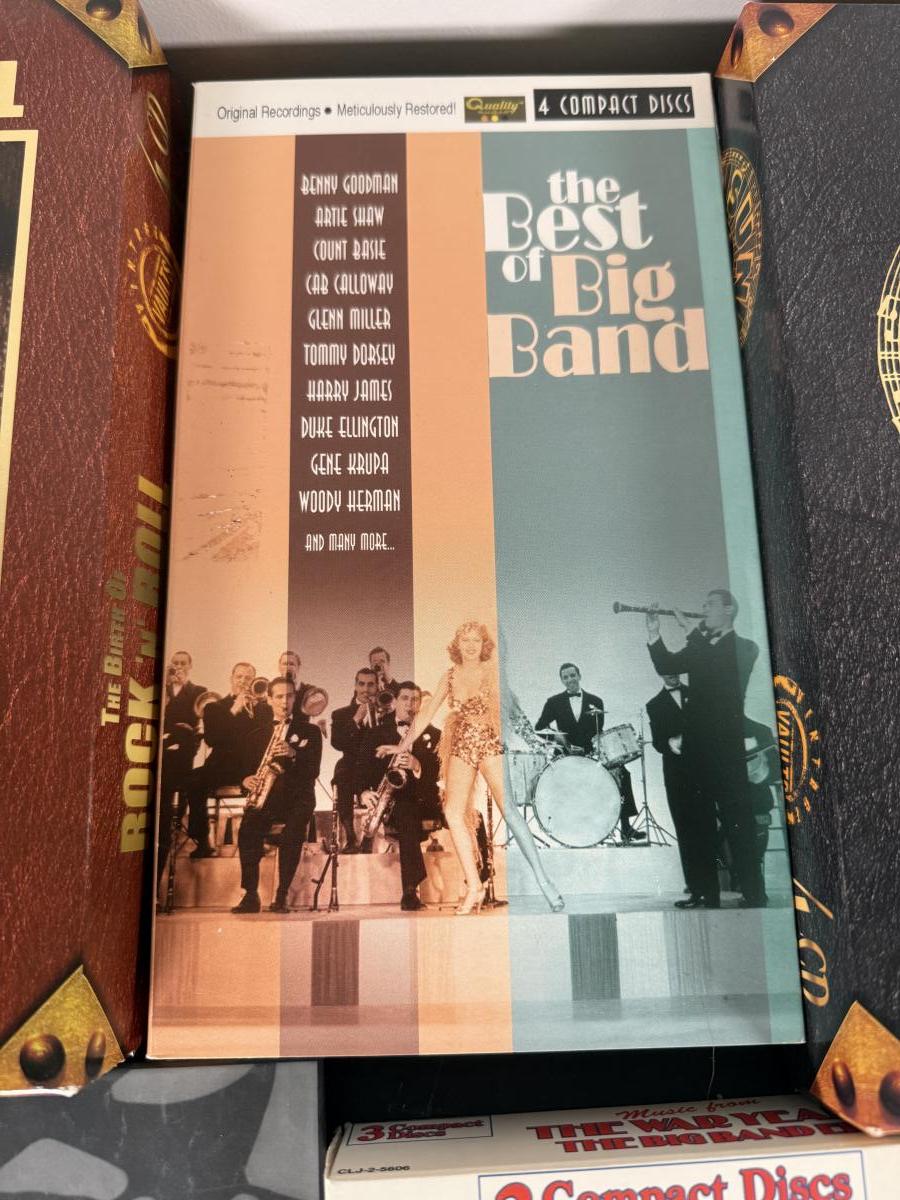 Original Recordings • Meticulously Restored!
Quality
4 COMPACT DISCS
BENNY GOODMAN
ARTIE SHAW
COUNT BASIE
CAB CALLOWAY
GLENN MILLER
TOMMY DORSEY
HARRY JAMES
DUKE ELLINGTON
GENE KRUPA
WOODY HERMAN
AND MANY MORE...
the
Best
of Big
Band
THE BIRTH OF
ROCK 'N' ROLL
VAULTS
4 CD
3 Compact
Discs
CLJ-2-5606
Music from
THE WAR YEA
THE BIG BAND E
Compact Discs